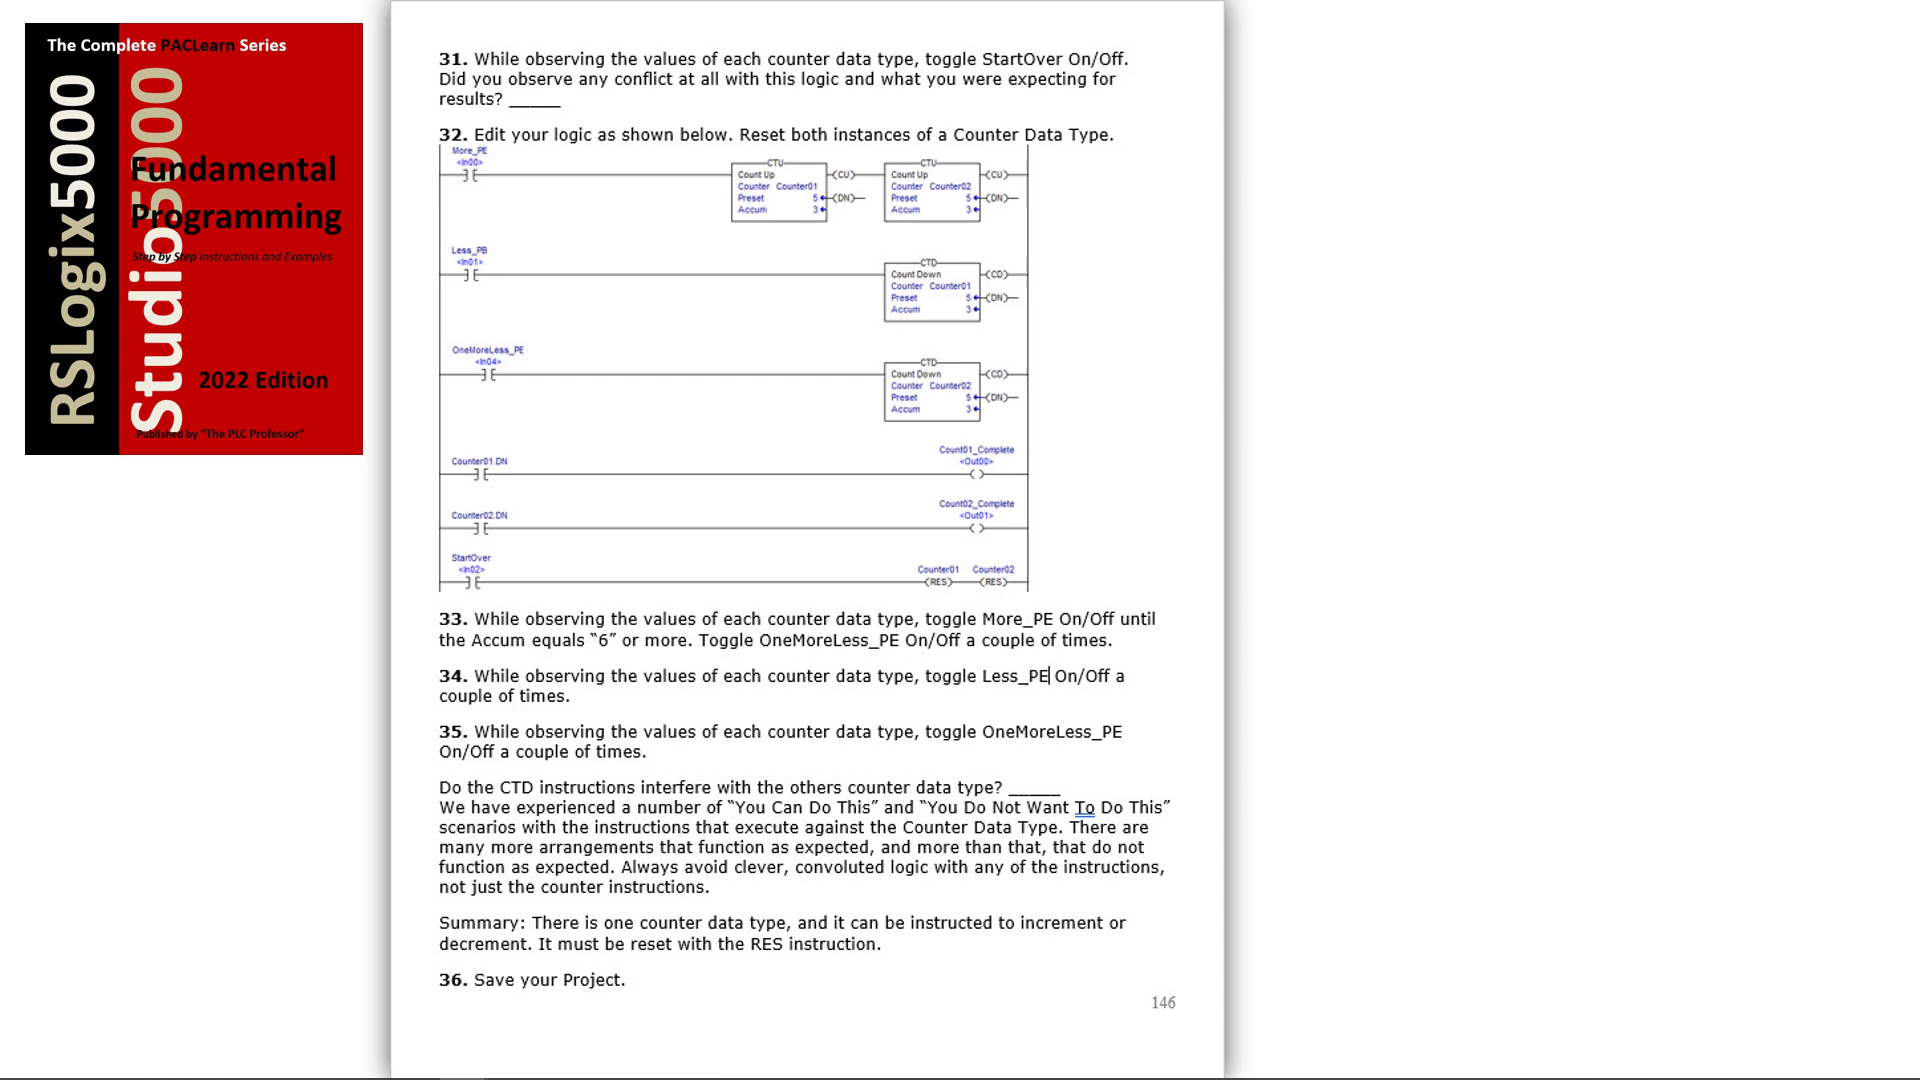 The Complete PACLearn Series
RSLogix5000
Studio5000
Fundamental
Programming
Step by Step Instructions and Examples
2022 Edition
Published by "The PLC Professor"
31. While observing the values of each counter data type, toggle StartOver On/Off.
Did you observe any conflict at all with this logic and what you were expecting for
results? _____
32. Edit your logic as shown below. Reset both instances of a Counter Data Type.
More_PE
<In00>
CTU
Count Up
Counter Counter01
Preset 5
Accum 3
(CU)
(DN)
CTU
Count Up
Counter Counter02
Preset 5
Accum 3
(CU)
(DN)
Less_PB
<In01>
CTD
Count Down
Counter Counter01
Preset 5
Accum 3
(CD)
(DN)
OneMoreLess_PE
<In04>
CTD
Count Down
Counter Counter02
Preset 5
Accum 3
(CD)
(DN)
Counter01.DN
Count01_Complete
<Out00>
Counter02.DN
Count02_Complete
<Out01>
StartOver
<In02>
Counter01 Counter02
(RES) (RES)
33. While observing the values of each counter data type, toggle More_PE On/Off until
the Accum equals “6” or more. Toggle OneMoreLess_PE On/Off a couple of times.
34. While observing the values of each counter data type, toggle Less_PE On/Off a
couple of times.
35. While observing the values of each counter data type, toggle OneMoreLess_PE
On/Off a couple of times.
Do the CTD instructions interfere with the others counter data type? _____
We have experienced a number of “You Can Do This” and “You Do Not Want To Do This”
scenarios with the instructions that execute against the Counter Data Type. There are
many more arrangements that function as expected, and more than that, that do not
function as expected. Always avoid clever, convoluted logic with any of the instructions,
not just the counter instructions.
Summary: There is one counter data type, and it can be instructed to increment or
decrement. It must be reset with the RES instruction.
36. Save your Project.
146